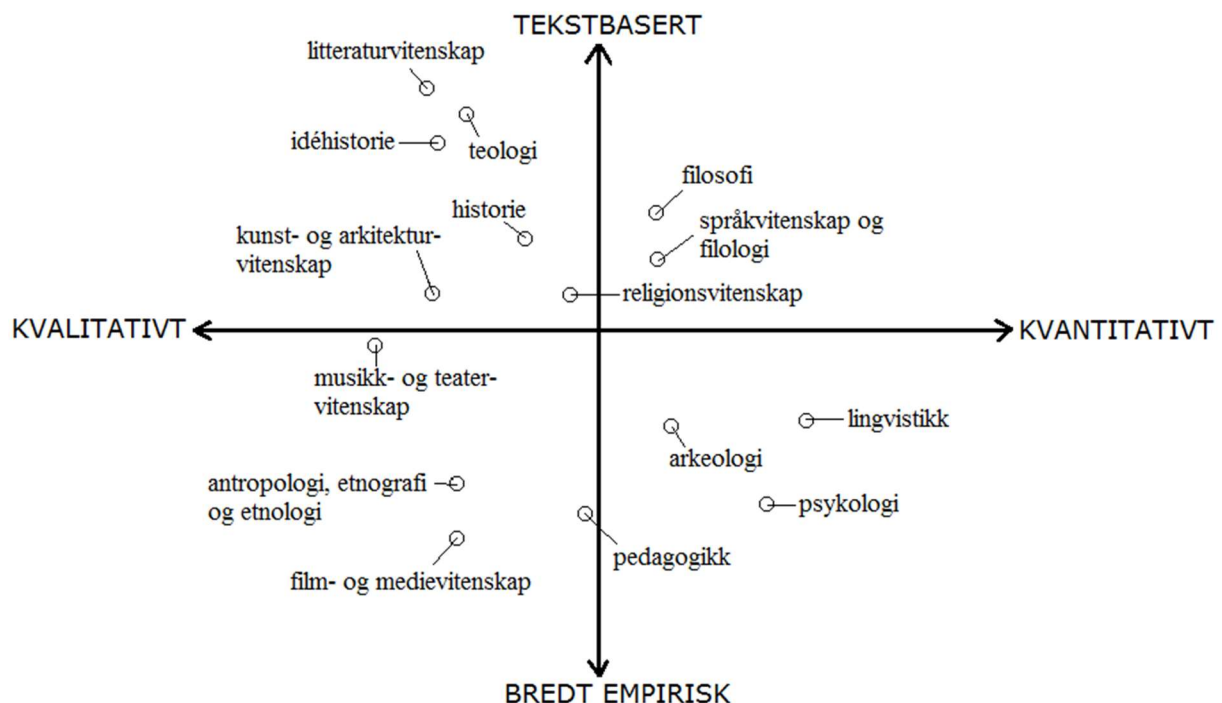 TEKSTBASERT
litteraturvitenskap
idéhistorie
teologi
filosofi
historie
språkvitenskap og
filologi
kunst- og arkitektur-
vitenskap
religionsvitenskap
KVALITATIVT
KVANTITATIVT
musikk- og teater-
vitenskap
lingvistikk
arkeologi
antropologi, etnografi
og etnologi
psykologi
pedagogikk
film- og medievitenskap
BREDT EMPIRISK